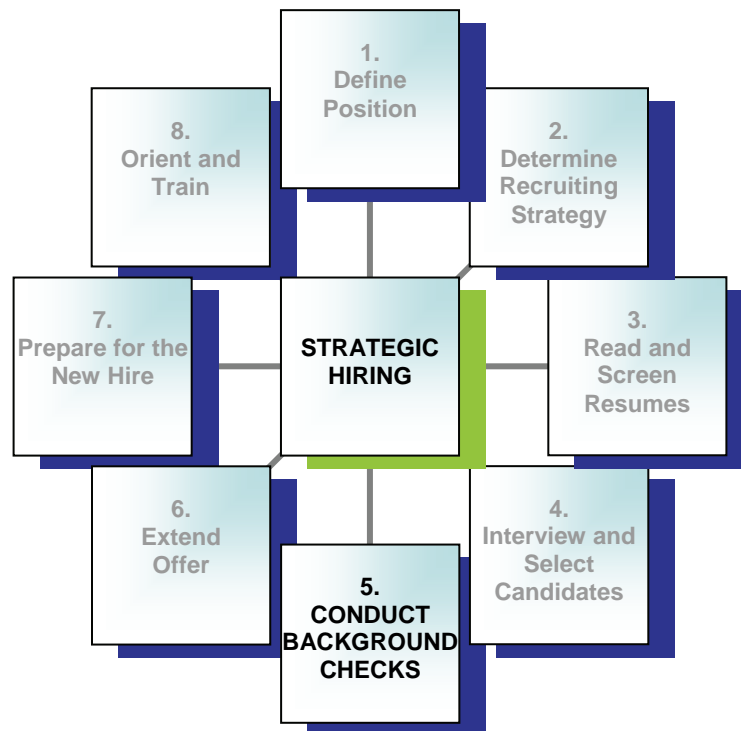 1.
Define
Position
2.
Determine
Recruiting
Strategy
3.
Read and
Screen
Resumes
4.
Interview and
Select
Candidates
5.
CONDUCT
BACKGROUND
CHECKS
6.
Extend
Offer
7.
Prepare for the
New Hire
8.
Orient and
Train
STRATEGIC
HIRING